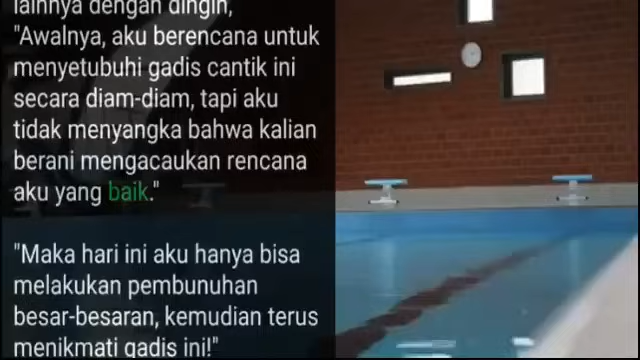 lainnya dengan dingin,
"Awalnya, aku berencana untuk
menyetubuhi gadis cantik ini
secara diam-diam, tapi aku
tidak menyangka bahwa kalian
berani mengacaukan rencana
aku yang baik."
"Maka hari ini aku hanya bisa
melakukan pembunuhan
besar-besaran, kemudian terus
menikmati gadis ini!"